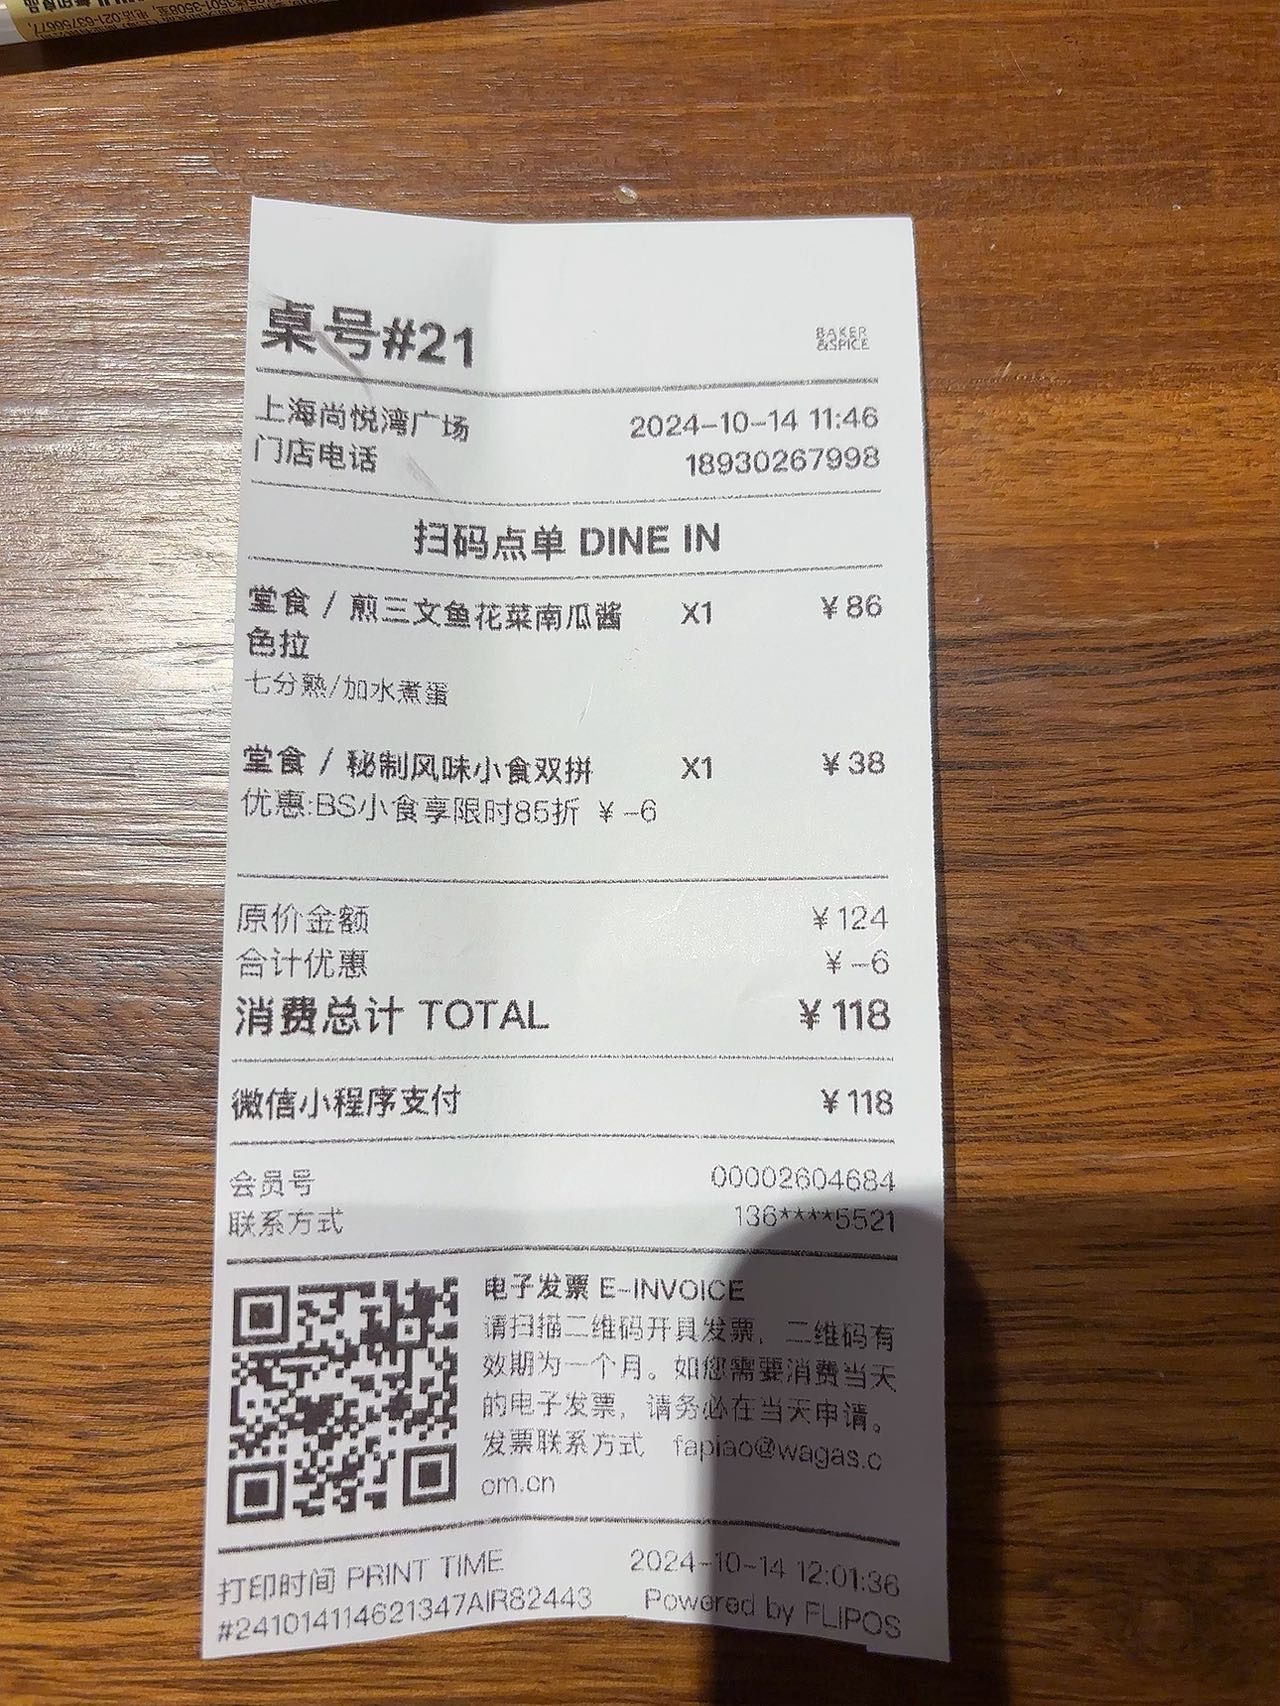 桌号#21
BAKER
&SPICE
上海尚悦湾广场 2024-10-14 11:46
门店电话 18930267998
扫码点单 DINE IN
堂食 / 煎三文鱼花菜南瓜酱 X1 ¥86
色拉
七分熟/加水煮蛋
堂食 / 秘制风味小食双拼 X1 ¥38
优惠:BS小食享限时85折 ¥-6
原价金额 ¥124
合计优惠 ¥-6
消费总计 TOTAL ¥118
微信小程序支付 ¥118
会员号 00002604684
联系方式 136****5521
电子发票 E-INVOICE
请扫描二维码开具发票，二维码有
效期为一个月。如您需要消费当天
的电子发票，请务必在当天申请。
发票联系方式 fapiao@wagas.c
om.cn
打印时间 PRINT TIME 2024-10-14 12:01:36
#241014114621347AIR82443 Powered by FLIPOS